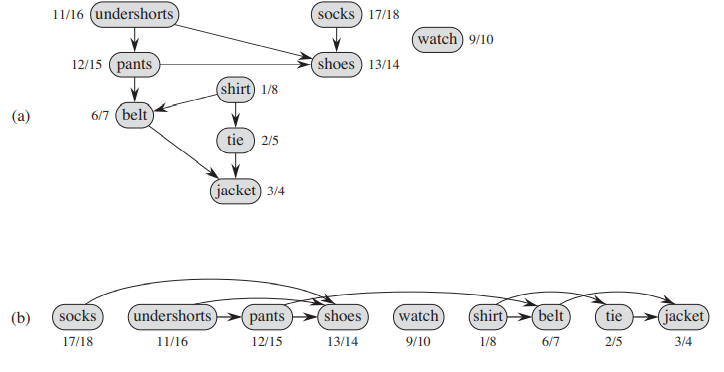 11/16 undershorts socks 17/18
watch 9/10
12/15 pants shoes 13/14
shirt 1/8
(a) 6/7 belt
tie 2/5
jacket 3/4
(b) socks undershorts pants shoes watch shirt belt tie jacket
17/18 11/16 12/15 13/14 9/10 1/8 6/7 2/5 3/4